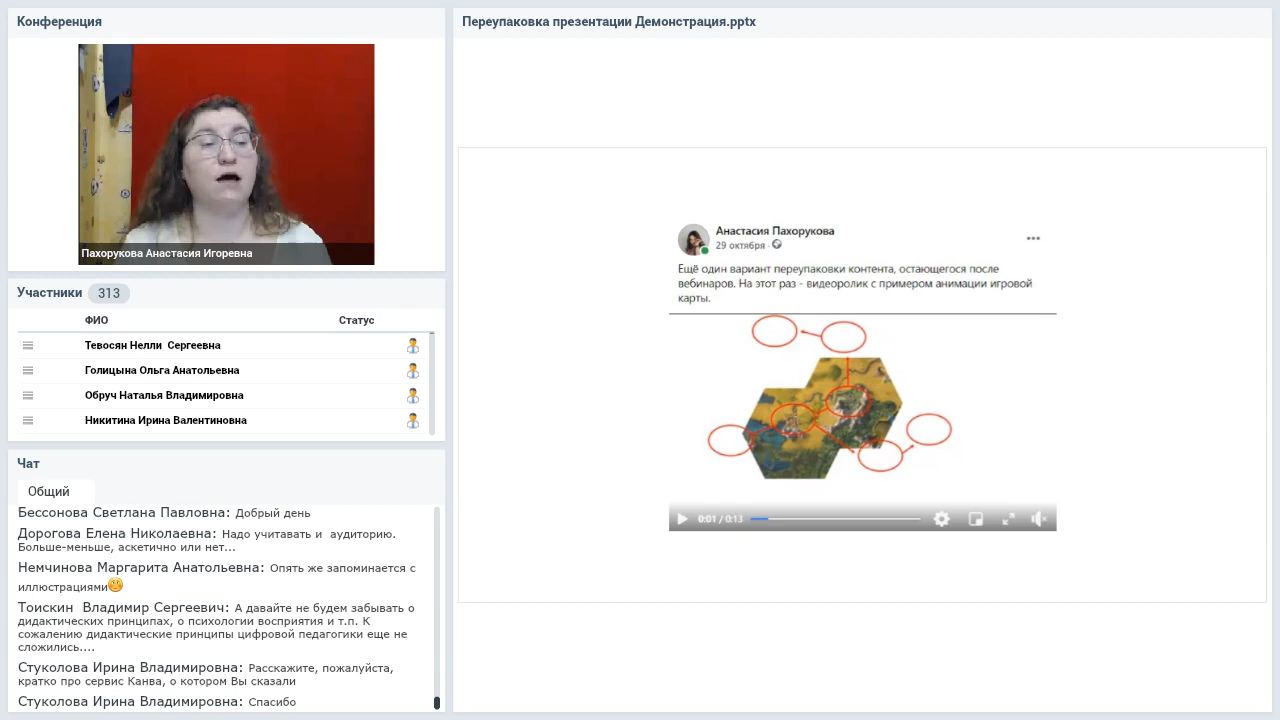 Конференция
Пахорукова Анастасия Игоревна
Участники 313
ФИО Статус
Тевосян Нелли Сергеевна
Голицына Ольга Анатольевна
Обруч Наталья Владимировна
Никитина Ирина Валентиновна
Чат
Общий
Бессонова Светлана Павловна: Добрый день
Дорогова Елена Николаевна: Надо учитывать и аудиторию.
Больше-меньше, аскетично или нет...
Немчинова Маргарита Анатольевна: Опять же запоминается с
иллюстрациями
Тоискин Владимир Сергеевич: А давайте не будем забывать о
дидактических принципах, о психологии восприятия и т.п. К
сожалению дидактические принципы цифровой педагогики еще не
сложились....
Стуколова Ирина Владимировна: Расскажите, пожалуйста,
кратко про сервис Канва, о котором Вы сказали
Стуколова Ирина Владимировна: Спасибо
Переупаковка презентации Демонстрация.pptx
Анастасия Пахорукова
29 октября ·
Ещё один вариант переупаковки контента, остающегося после
вебинаров. На этот раз - видеоролик с примером анимации игровой
карты.
0:01 / 0:13